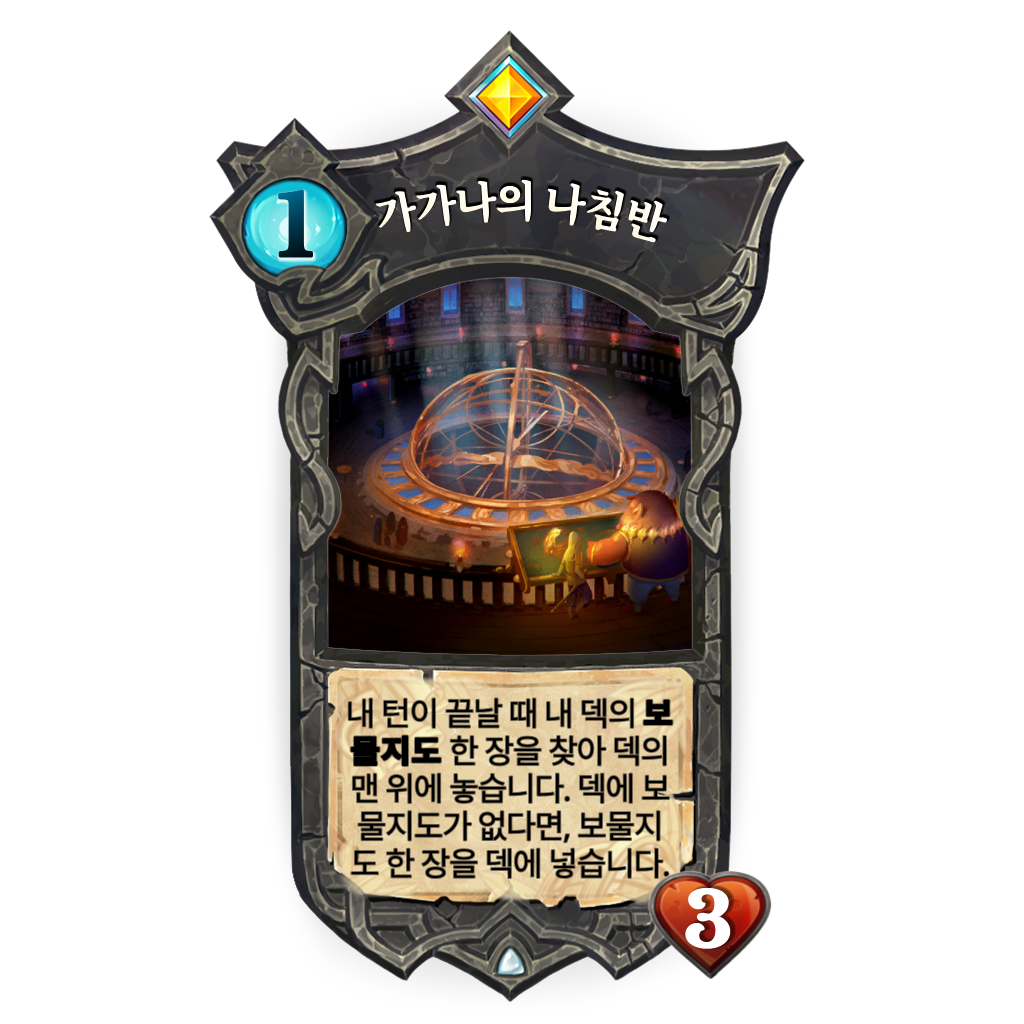 1
가가나의 나침반
내 턴이 끝날 때 내 덱의 보
물지도 한 장을 찾아 덱의
맨 위에 놓습니다. 덱에 보
물지도가 없다면, 보물지
도 한 장을 덱에 넣습니다.
3